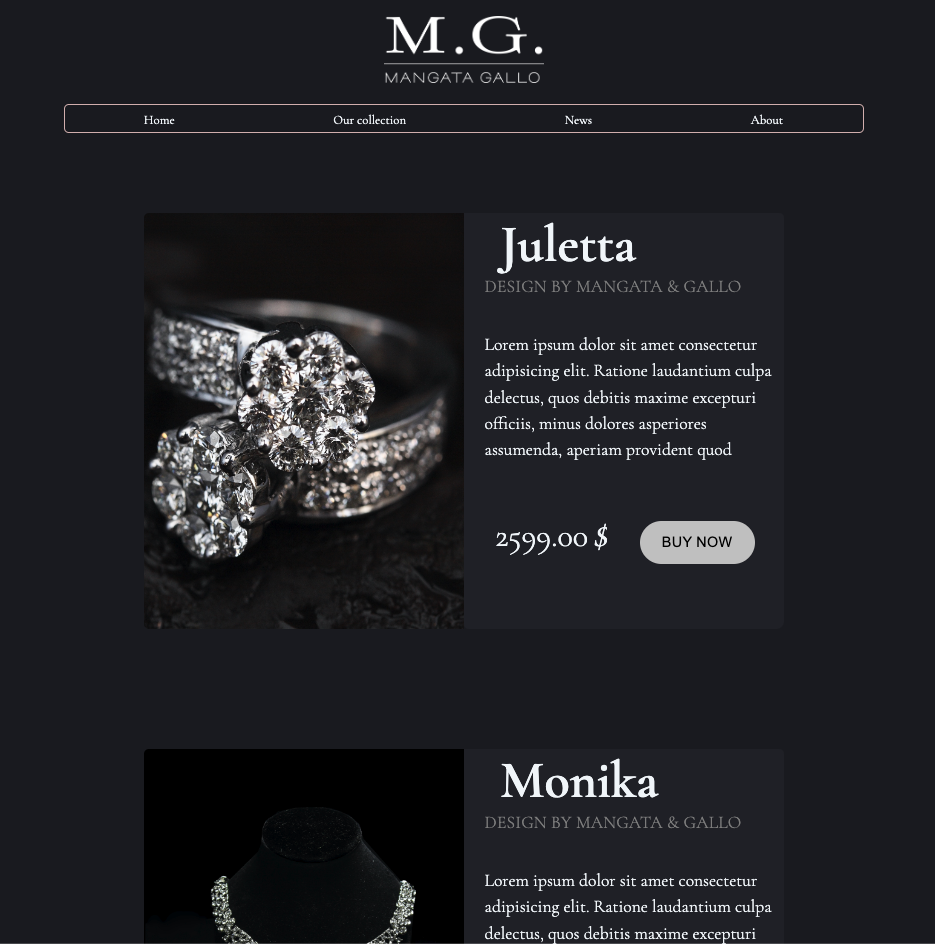 M.G.
MANGATA GALLO
Home Our collection News About
Juletta
DESIGN BY MANGATA & GALLO
Lorem ipsum dolor sit amet consectetur
adipisicing elit. Ratione laudantium culpa
delectus, quos debitis maxime excepturi
officiis, minus dolores asperiores
assumenda, aperiam provident quod
2599.00 $ BUY NOW
Monika
DESIGN BY MANGATA & GALLO
Lorem ipsum dolor sit amet consectetur
adipisicing elit. Ratione laudantium culpa
delectus, quos debitis maxime excepturi